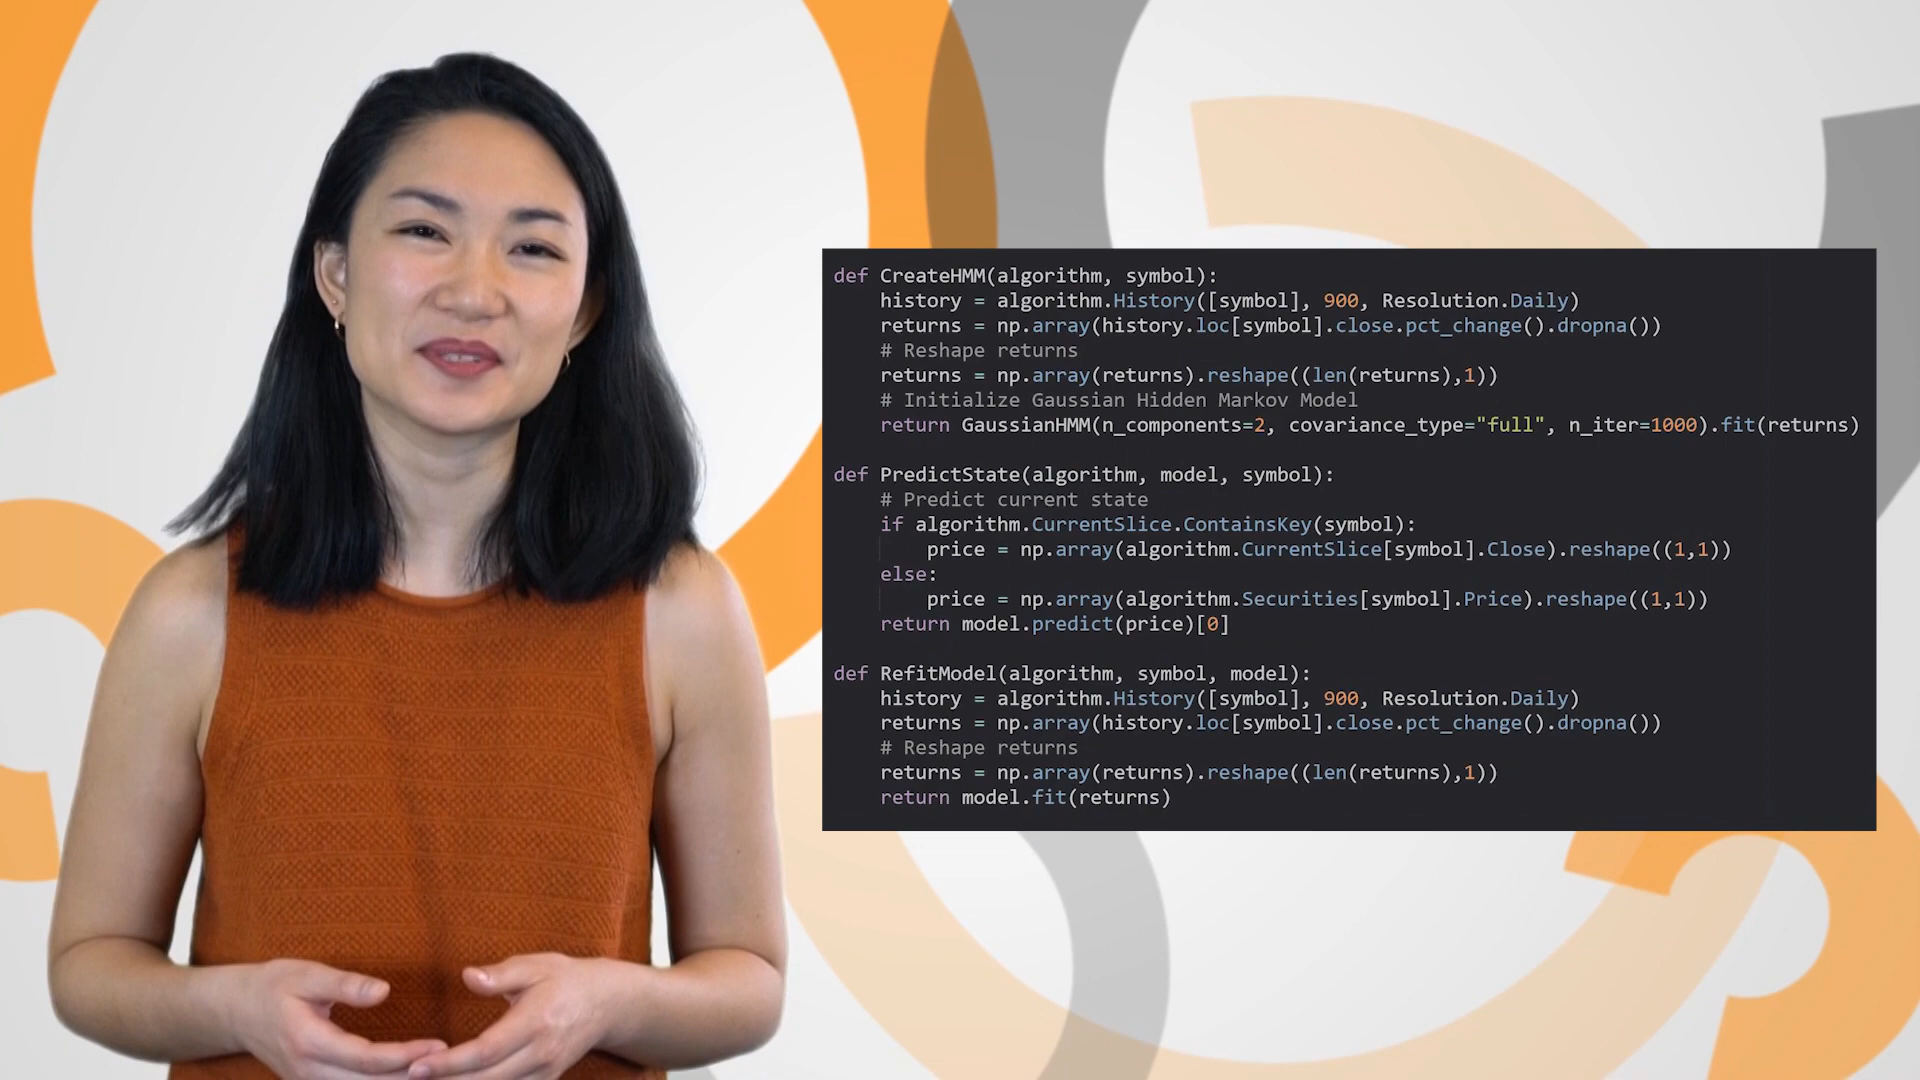 def CreateHMM(algorithm, symbol):
    history = algorithm.History([symbol], 900, Resolution.Daily)
    returns = np.array(history.loc[symbol].close.pct_change().dropna())
    # Reshape returns
    returns = np.array(returns).reshape((len(returns),1))
    # Initialize Gaussian Hidden Markov Model
    return GaussianHMM(n_components=2, covariance_type="full", n_iter=1000).fit(returns)

def PredictState(algorithm, model, symbol):
    # Predict current state
    if algorithm.CurrentSlice.ContainsKey(symbol):
        price = np.array(algorithm.CurrentSlice[symbol].Close).reshape((1,1))
    else:
        price = np.array(algorithm.Securities[symbol].Price).reshape((1,1))
    return model.predict(price)[0]

def RefitModel(algorithm, symbol, model):
    history = algorithm.History([symbol], 900, Resolution.Daily)
    returns = np.array(history.loc[symbol].close.pct_change().dropna())
    # Reshape returns
    returns = np.array(returns).reshape((len(returns),1))
    return model.fit(returns)